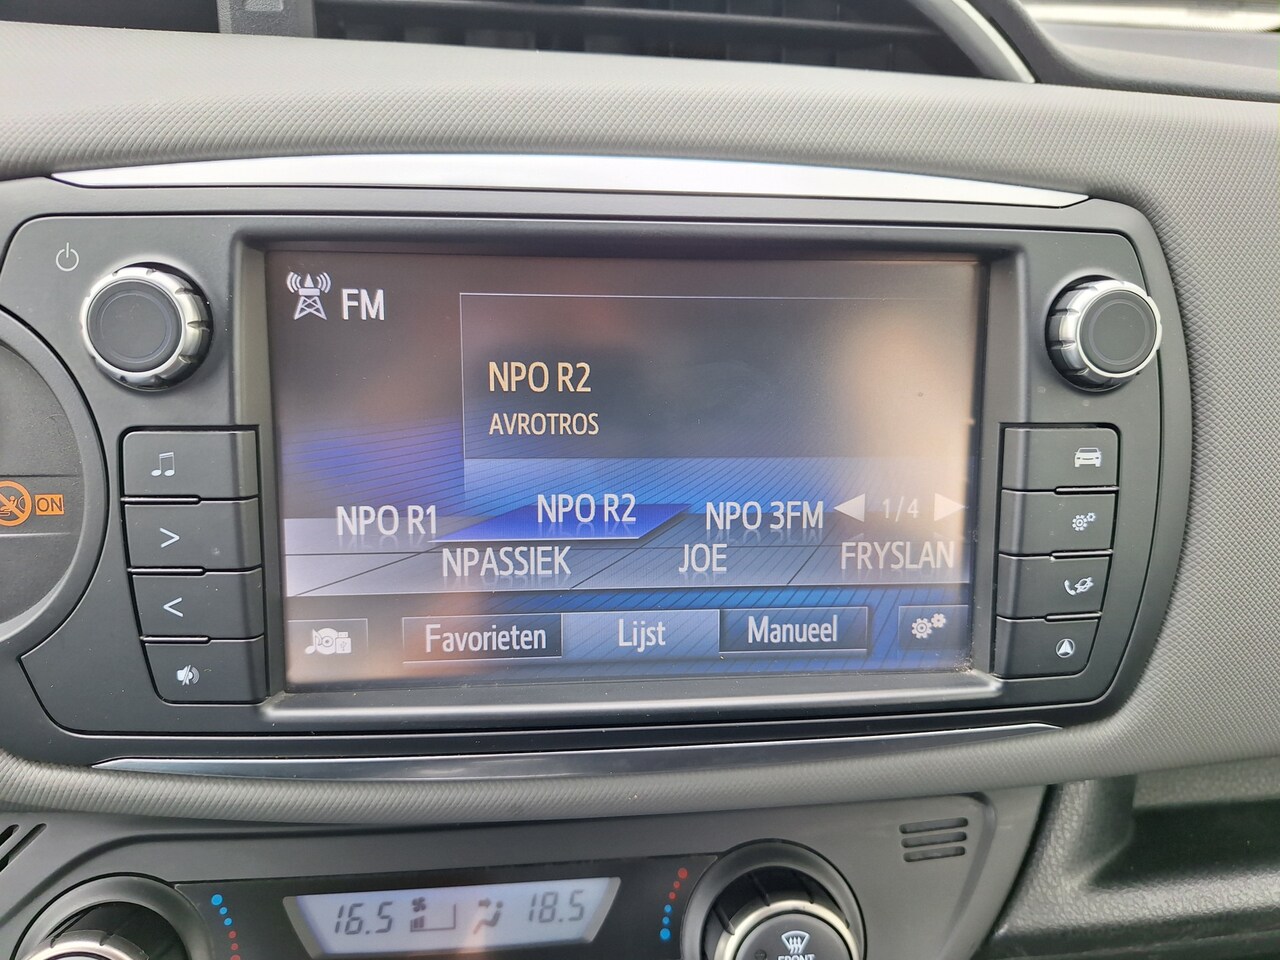 FM
NPO R2
AVROTROS
NPO R1 NPO R2 NPO 3FM 1/4
NPASSIEK JOE FRYSLAN
Favorieten Lijst Manueel
ON
16.5 18.5
FRONT